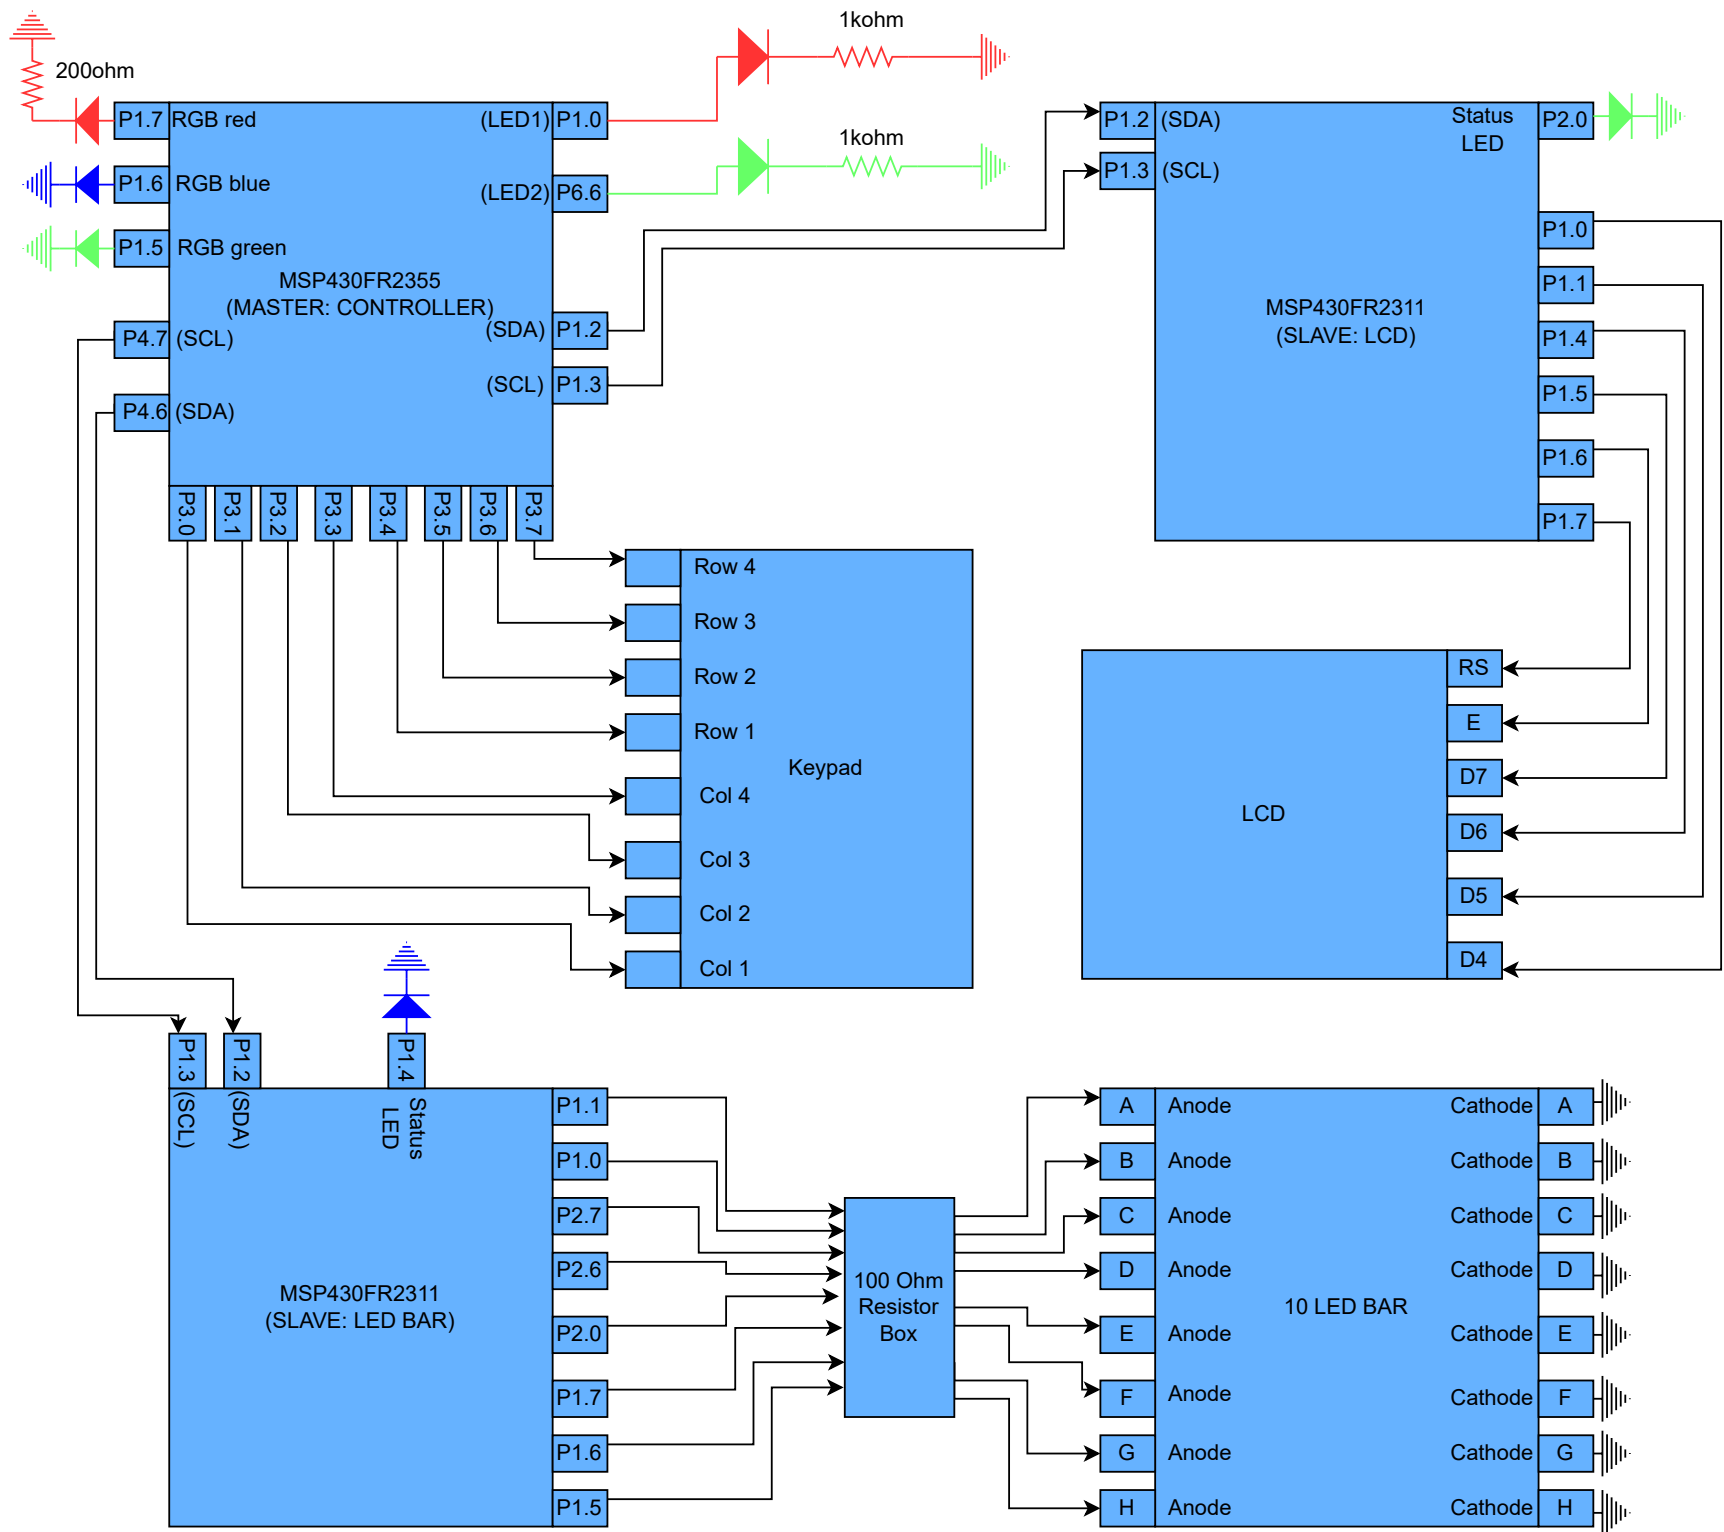 1kohm
200ohm
P1.7 RGB red
(LED1) P1.0
P1.6 RGB blue
1kohm
(LED2) P6.6
P1.5 RGB green
MSP430FR2355
(MASTER: CONTROLLER)
P4.7 (SCL)
(SDA) P1.2
(SCL) P1.3
P4.6 (SDA)
P3.0
P3.1
P3.2
P3.3
P3.4
P3.5
P3.6
P3.7
P1.2 (SDA)
P1.3 (SCL)
Status
LED
P2.0
P1.0
P1.1
MSP430FR2311
(SLAVE: LCD)
P1.4
P1.5
P1.6
P1.7
Row 4
Row 3
Row 2
Row 1
Keypad
Col 4
Col 3
Col 2
Col 1
LCD
RS
E
D7
D6
D5
D4
P1.3 (SCL)
P1.2 (SDA)
P1.4
Status
LED
MSP430FR2311
(SLAVE: LED BAR)
P1.1
P1.0
P2.7
P2.6
P2.0
P1.7
P1.6
P1.5
100 Ohm
Resistor
Box
A Anode
B Anode
C Anode
D Anode
E Anode
F Anode
G Anode
H Anode
10 LED BAR
Cathode A
Cathode B
Cathode C
Cathode D
Cathode E
Cathode F
Cathode G
Cathode H